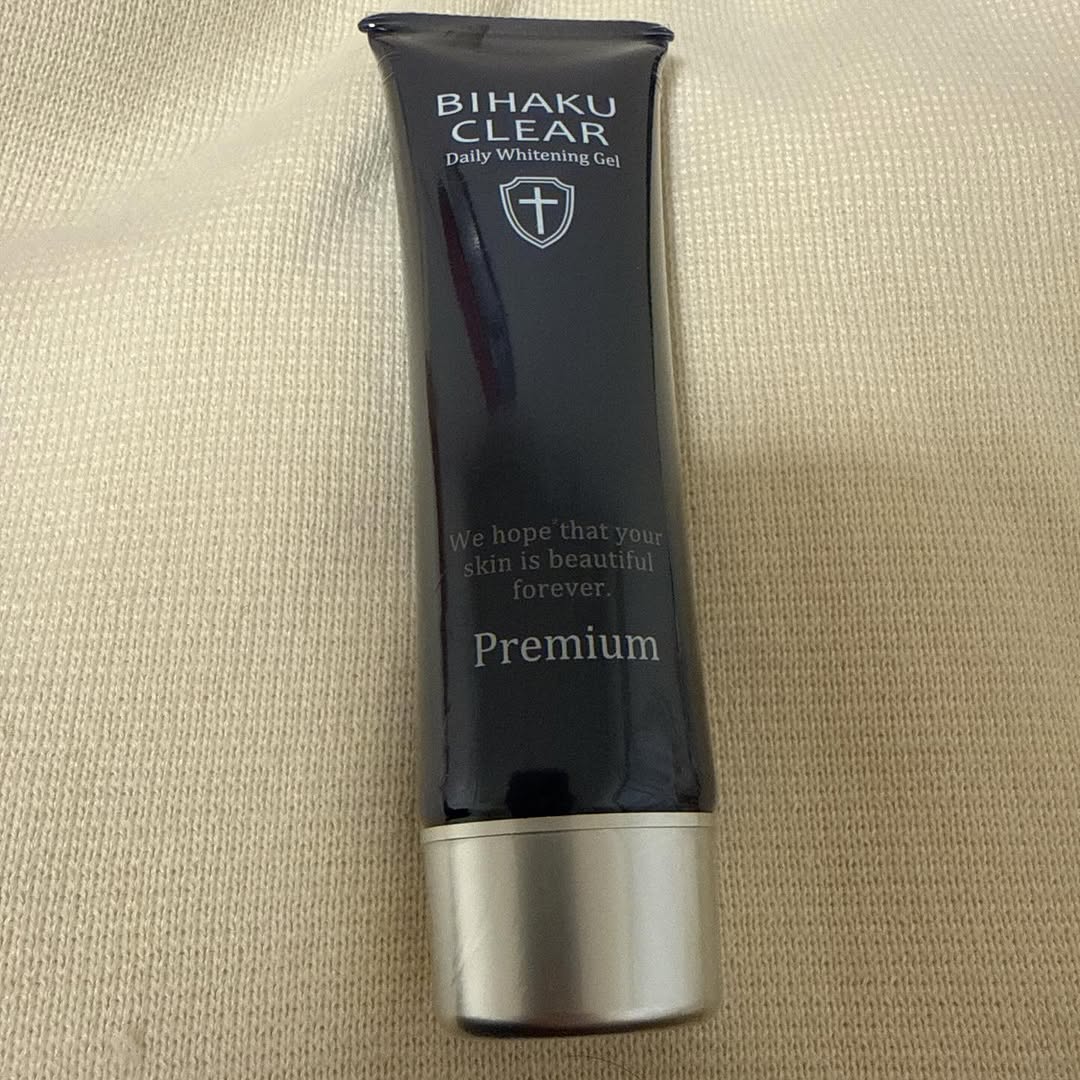 BIHAKU
CLEAR
Daily Whitening Gel
We hope that your
skin is beautiful
forever.
Premium